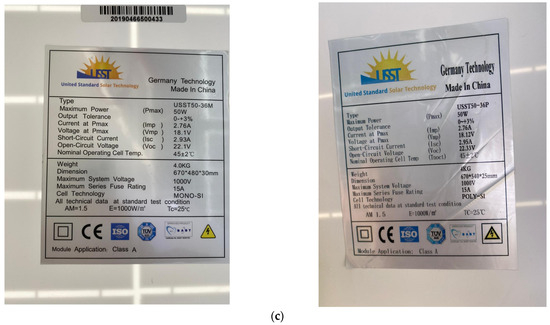 20190466500433
USST
United Standard Solar Technology
Germany Technology
Made In China
Type USST50-36M
Maximum Power (Pmax) 50W
Output Tolerance 0~+3%
Current at Pmax (Imp) 2.76A
Voltage at Pmax (Vmp) 18.1V
Short-Circuit Current (Isc) 2.93A
Open-Circuit Voltage (Voc) 22.1V
Nominal Operating Cell Temp. 45±2℃
Weight 4.0KG
Dimension 670*480*30mm
Maximum System Voltage 1000V
Maximum Series Fuse Rating 15A
Cell Technology MONO-SI
All technical data at standard test condition
AM=1.5 E=1000W/㎡ Tc=25℃
CE ISO TUV
Module Application: Class A
USST
United Standard Solar Technology
Germany Technology
Made In China
Type USST50-36P
Maximum Power (Pmax) 50W
Output Tolerance 0~+3%
Current at Pmax (Imp) 2.76A
Voltage at Pmax (Vmp) 18.12V
Short-Circuit Current (Isc) 2.95A
Open-Circuit Voltage (Voc) 22.33V
Nominal Operating Cell Temp (Tnoct) 45±2℃
Weight 4KG
Dimension 670*540*25mm
Maximum System Voltage 1000V
Maximum Series Fuse Rating 15A
Cell Technology POLY-SI
All technical data at standard test condition
AM 1.5 E=1000W/㎡ TC=25℃
CE ISO TUV
Module Application: Class A
(c)